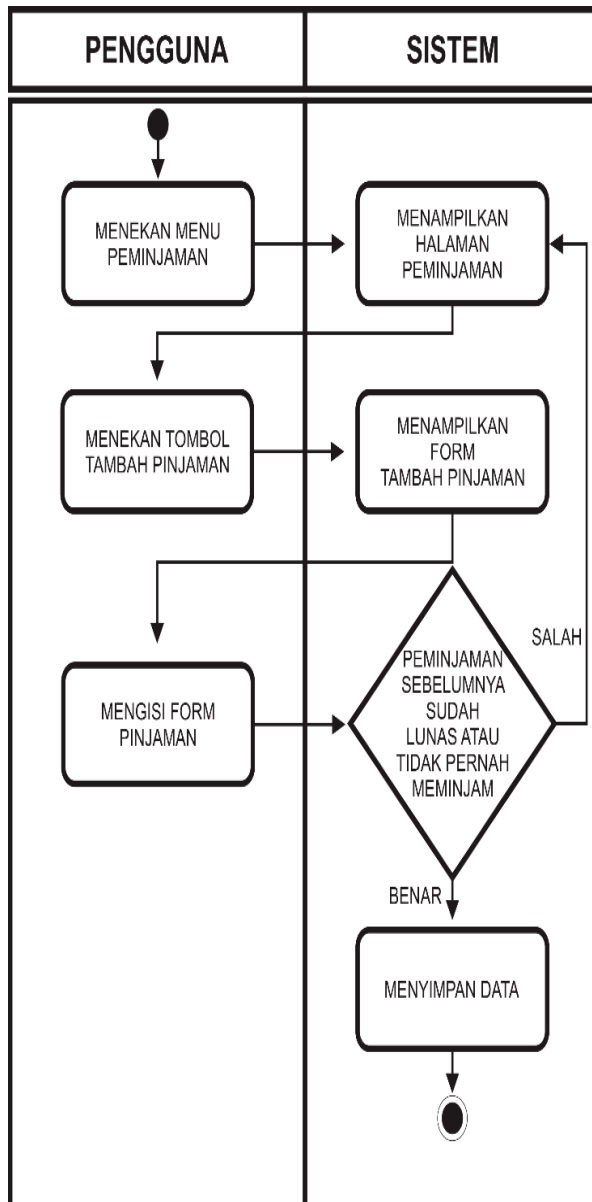 PENGGUNA
SISTEM
MENEKAN MENU
PEMINJAMAN
MENAMPILKAN
HALAMAN
PEMINJAMAN
MENEKAN TOMBOL
TAMBAH PINJAMAN
MENAMPILKAN
FORM
TAMBAH PINJAMAN
MENGISI FORM
PINJAMAN
PEMINJAMAN
SEBELUMNYA
SUDAH
LUNAS ATAU
TIDAK PERNAH
MEMINJAM
SALAH
BENAR
MENYIMPAN DATA